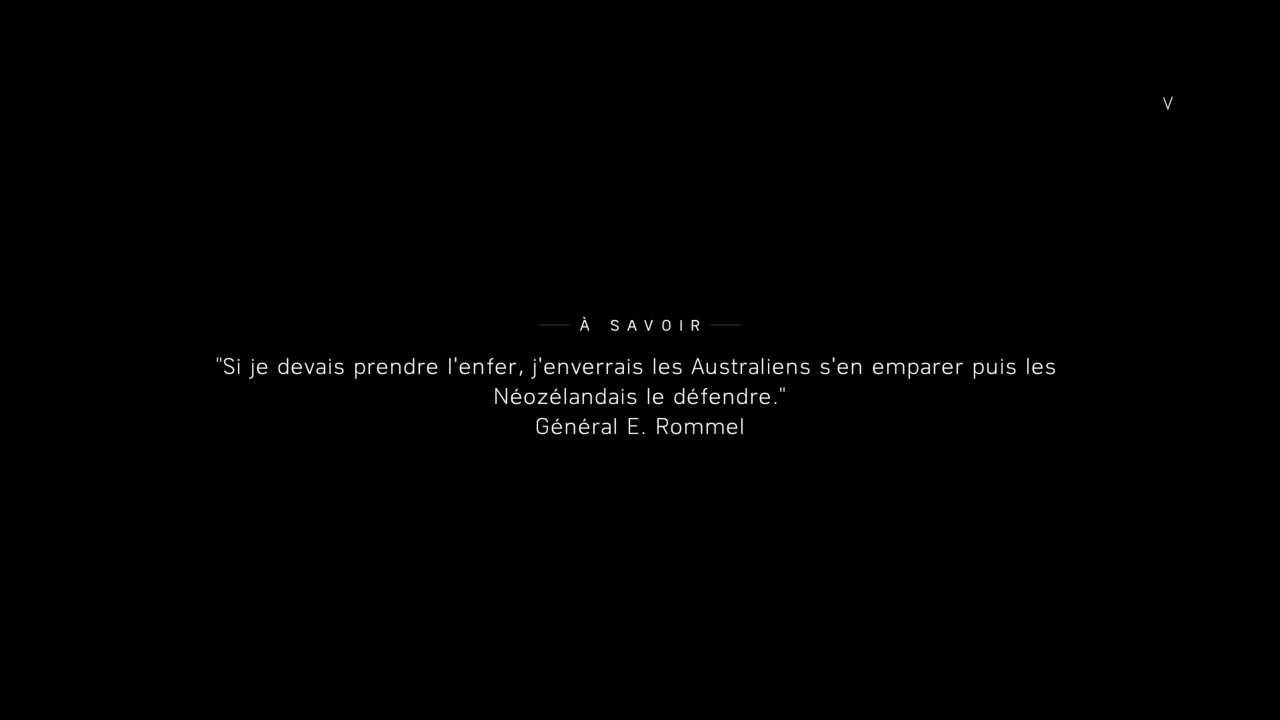 V
À SAVOIR
"Si je devais prendre l'enfer, j'enverrais les Australiens s'en emparer puis les
Néozélandais le défendre."
Général E. Rommel